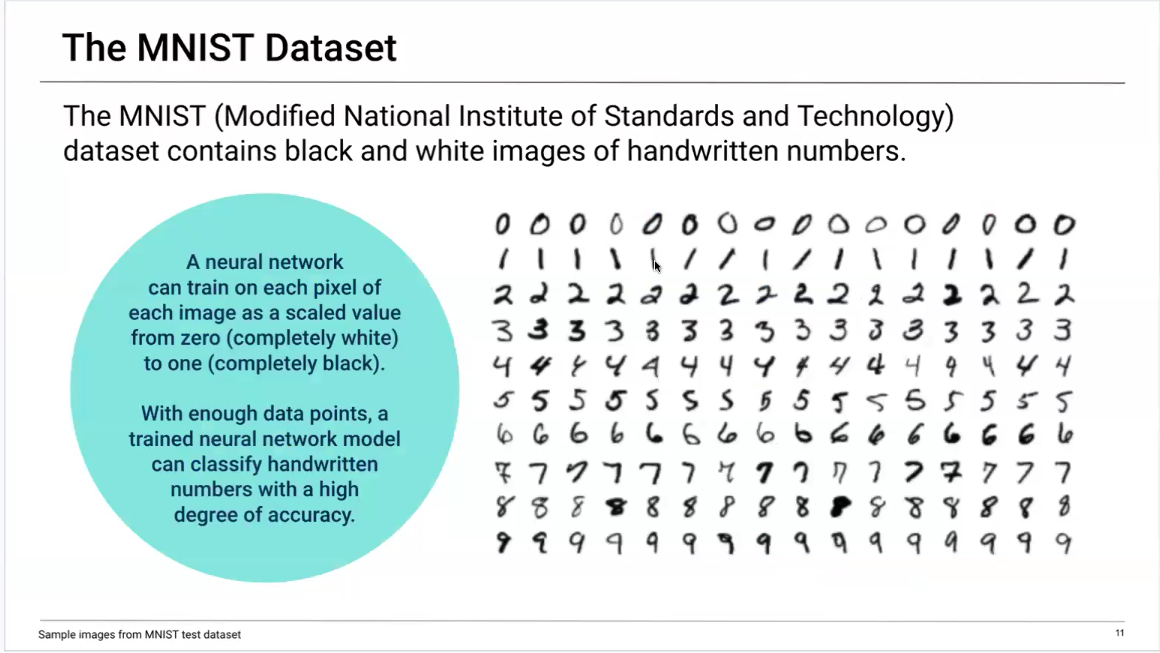 The MNIST Dataset
The MNIST (Modified National Institute of Standards and Technology)
dataset contains black and white images of handwritten numbers.
A neural network
can train on each pixel of
each image as a scaled value
from zero (completely white)
to one (completely black).
With enough data points, a
trained neural network model
can classify handwritten
numbers with a high
degree of accuracy.
0 0 0 0 0 0 0 0 0 0 0 0 0 0 0 0
1 1 1 1 1 1 1 1 1 1 1 1 1 1 1 1
2 2 2 2 2 2 2 2 2 2 2 2 2 2 2 2
3 3 3 3 3 3 3 3 3 3 3 3 3 3 3 3
4 4 4 4 4 4 4 4 4 4 4 4 4 4 4 4
5 5 5 5 5 5 5 5 5 5 5 5 5 5 5 5
6 6 6 6 6 6 6 6 6 6 6 6 6 6 6 6
7 7 7 7 7 7 7 7 7 7 7 7 7 7 7 7
8 8 8 8 8 8 8 8 8 8 8 8 8 8 8 8
9 9 9 9 9 9 9 9 9 9 9 9 9 9 9 9
Sample images from MNIST test dataset
11